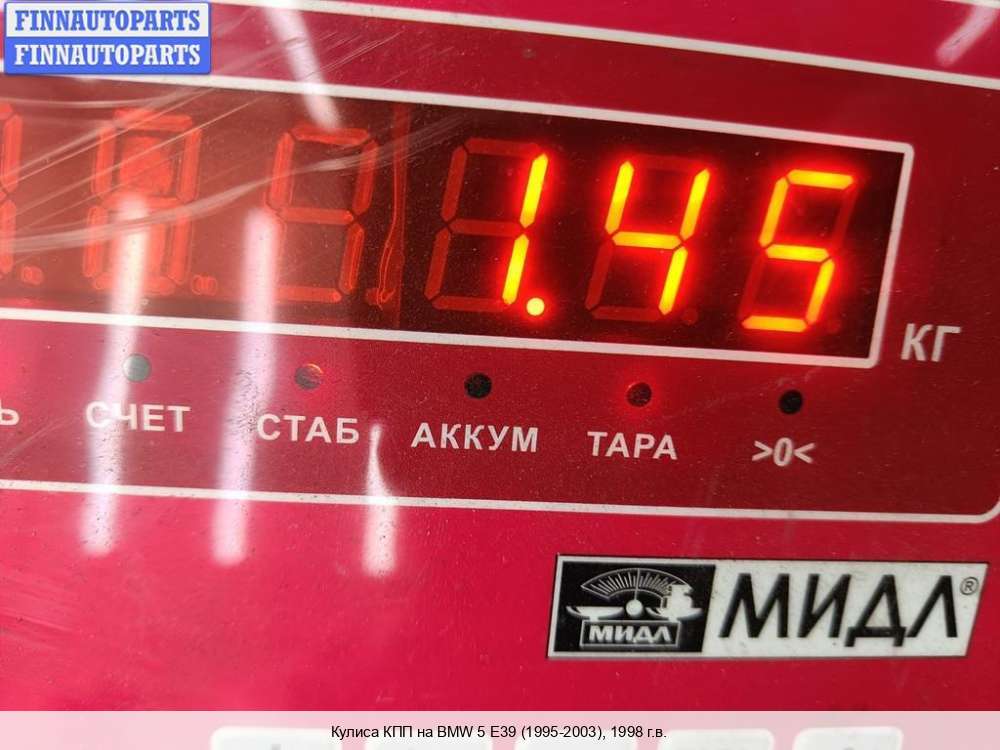 FINNAUTOPARTS
FINNAUTOPARTS
1.45
КГ
Ь СЧЕТ СТАБ АККУМ ТАРА >0<
МИДЛ МИДЛ®
Кулиса КПП на BMW 5 E39 (1995-2003), 1998 г.в.